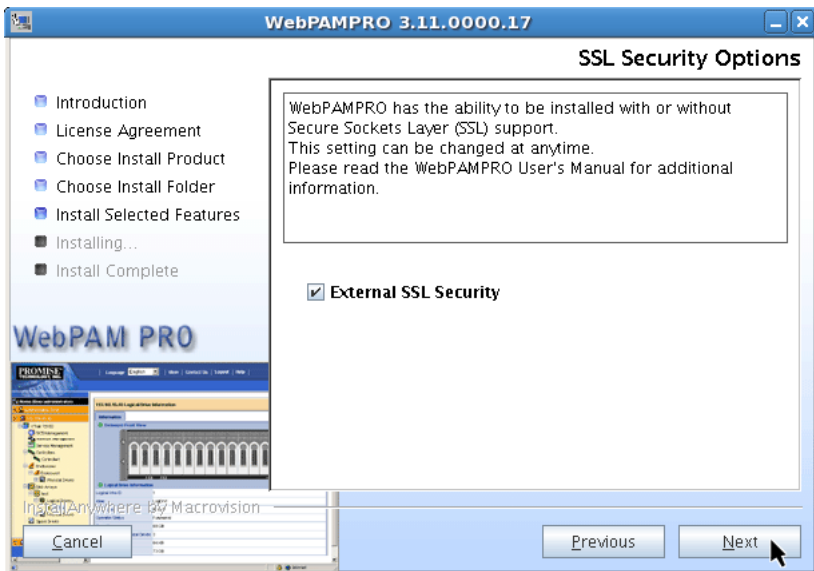 WebPAMPRO 3.11.0000.17
SSL Security Options
Introduction
License Agreement
Choose Install Product
Choose Install Folder
Install Selected Features
Installing...
Install Complete
WebPAMPRO has the ability to be installed with or without
Secure Sockets Layer (SSL) support.
This setting can be changed at anytime.
Please read the WebPAMPRO User's Manual for additional
information.
External SSL Security
WebPAM PRO
PROMISE
TECHNOLOGY, INC.
InstallAnywhere by Macrovision
Cancel
Previous
Next